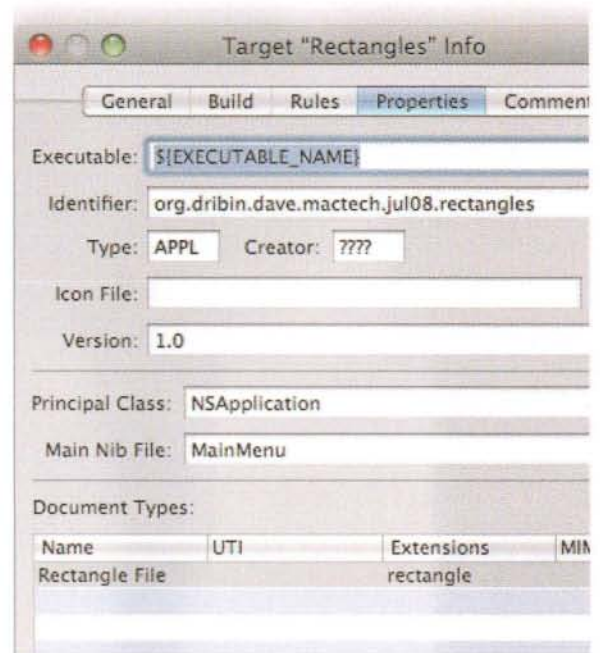 Target "Rectangles" Info
General Build Rules Properties Commen
Executable: ${EXECUTABLE_NAME}
Identifier: org.dribin.dave.mactech.jul08.rectangles
Type: APPL Creator: ????
Icon File:
Version: 1.0
Principal Class: NSApplication
Main Nib File: MainMenu
Document Types:
Name UTI Extensions MIM
Rectangle File rectangle